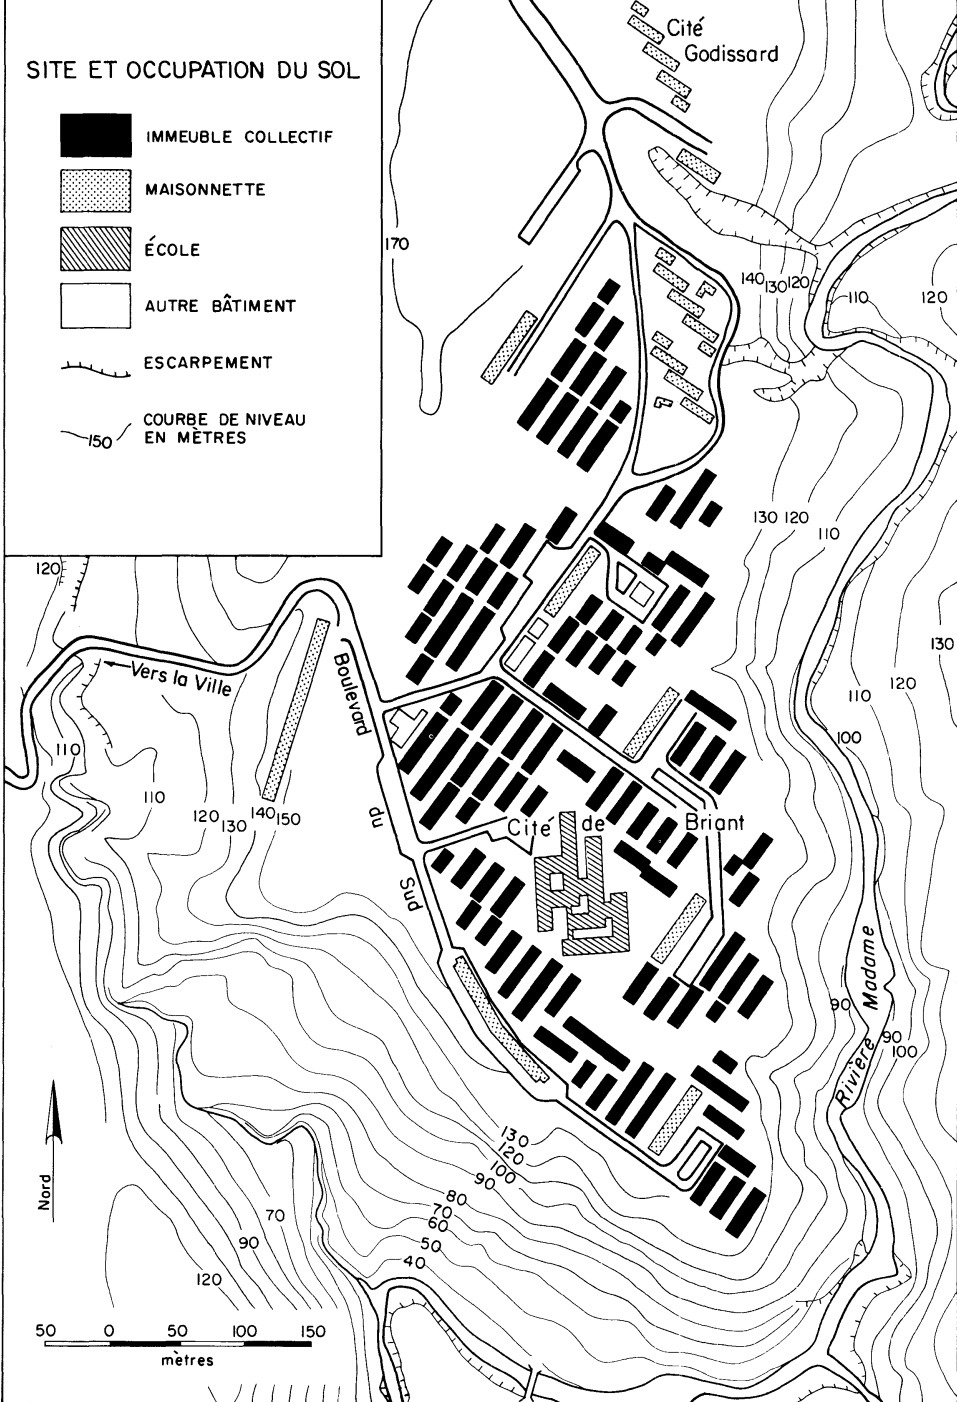 SITE ET OCCUPATION DU SOL
IMMEUBLE COLLECTIF
MAISONNETTE
ÉCOLE
AUTRE BÂTIMENT
ESCARPEMENT
150
COURBE DE NIVEAU
EN MÈTRES
Cité
Godissard
170
140 130 120
110
120
130 120
110
120
130
Vers la Ville
Boulevard
du
Sud
110
120
100
110
110
120
130
140
150
Cité de Briant
90
Rivière Madame
90
100
130
120
100
90
80
70
60
50
40
70
90
120
Nord
50 0 50 100 150
mètres